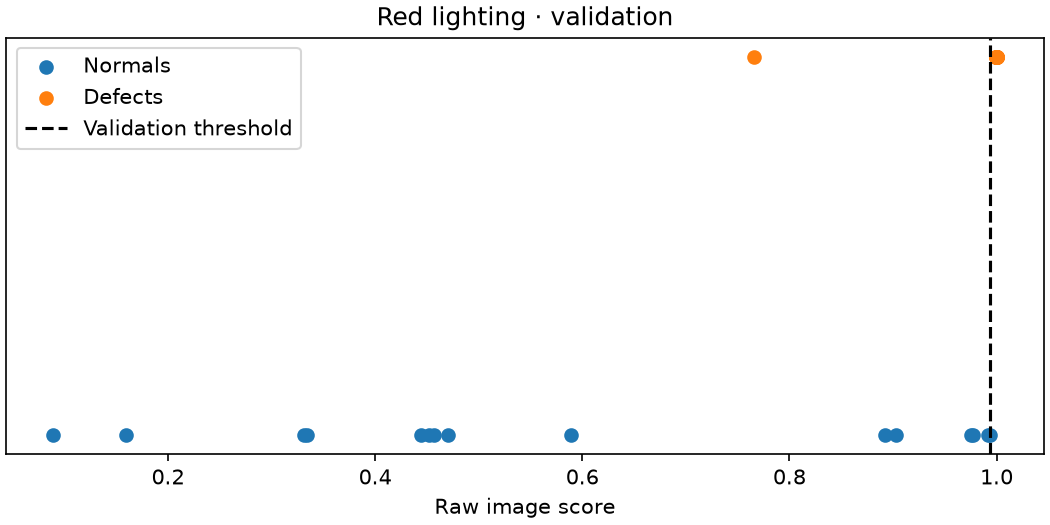 Red lighting · validation
Normals
Defects
Validation threshold
0.2 0.4 0.6 0.8 1.0
Raw image score